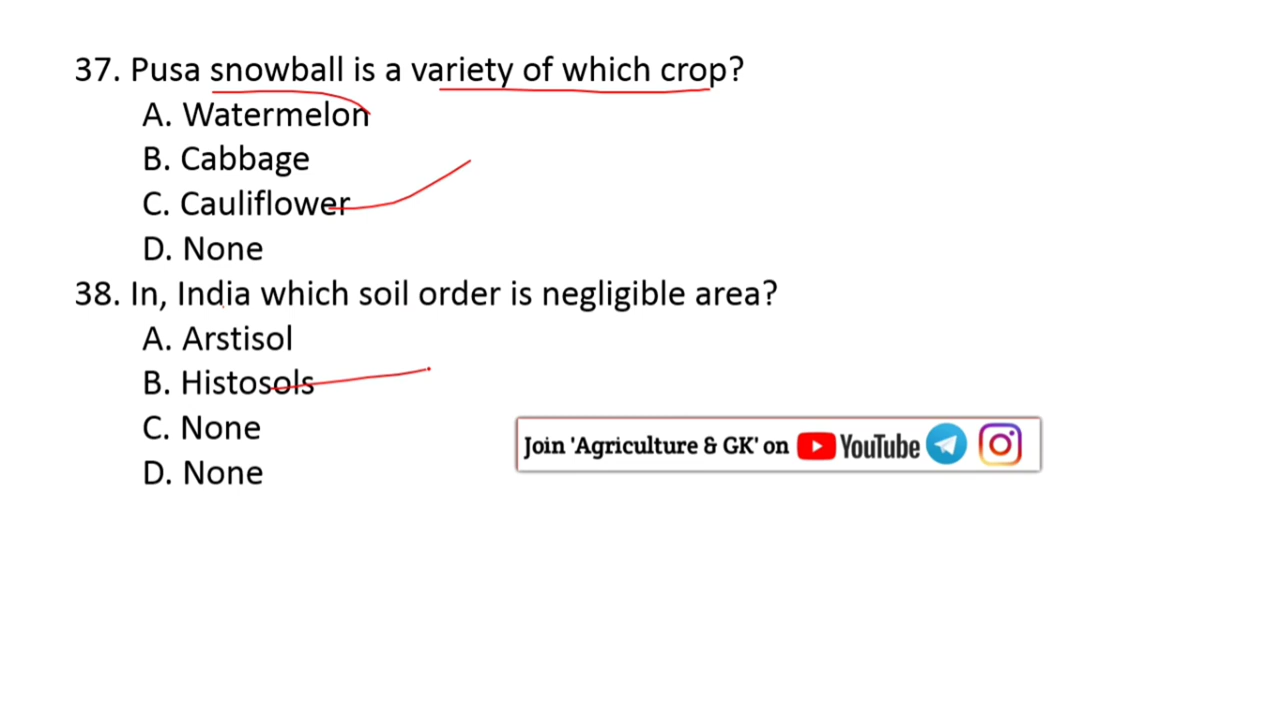 37. Pusa snowball is a variety of which crop?
A. Watermelon
B. Cabbage
C. Cauliflower
D. None
38. In, India which soil order is negligible area?
A. Arstisol
B. Histosols
C. None
D. None
Join 'Agriculture & GK' on YouTube